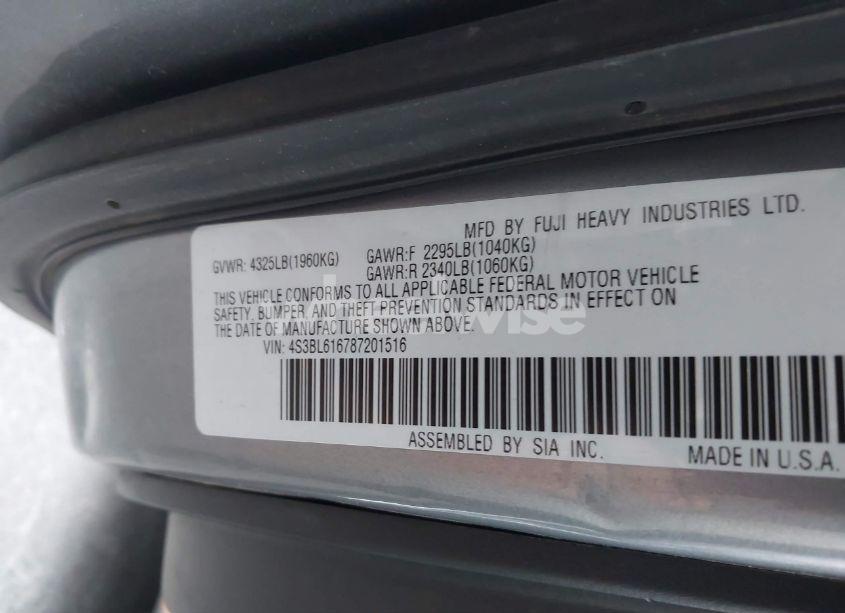 MFD BY FUJI HEAVY INDUSTRIES LTD.
GVWR: 4325LB(1960KG) GAWR:F 2295LB(1040KG)
GAWR:R 2340LB(1060KG)
THIS VEHICLE CONFORMS TO ALL APPLICABLE FEDERAL MOTOR VEHICLE
SAFETY, BUMPER, AND THEFT PREVENTION STANDARDS IN EFFECT ON
THE DATE OF MANUFACTURE SHOWN ABOVE.
VIN: 4S3BL616787201516
ASSEMBLED BY SIA INC.
MADE IN U.S.A.